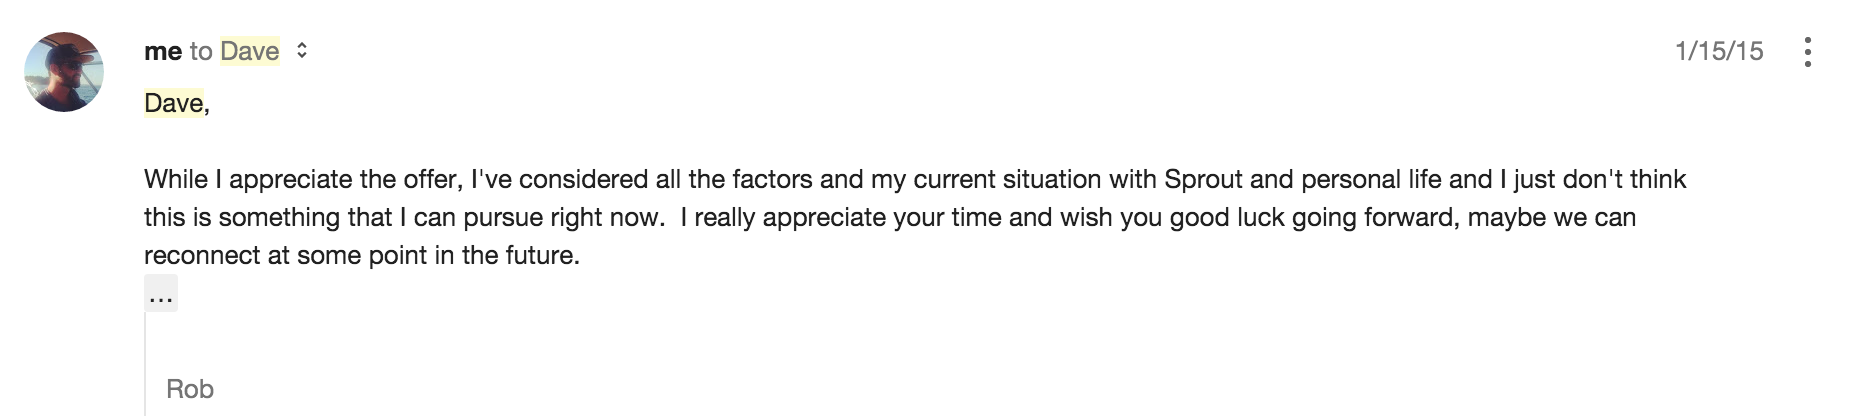 me to Dave
1/15/15
Dave,
While I appreciate the offer, I've considered all the factors and my current situation with Sprout and personal life and I just don't think
this is something that I can pursue right now.  I really appreciate your time and wish you good luck going forward, maybe we can
reconnect at some point in the future.
...
Rob